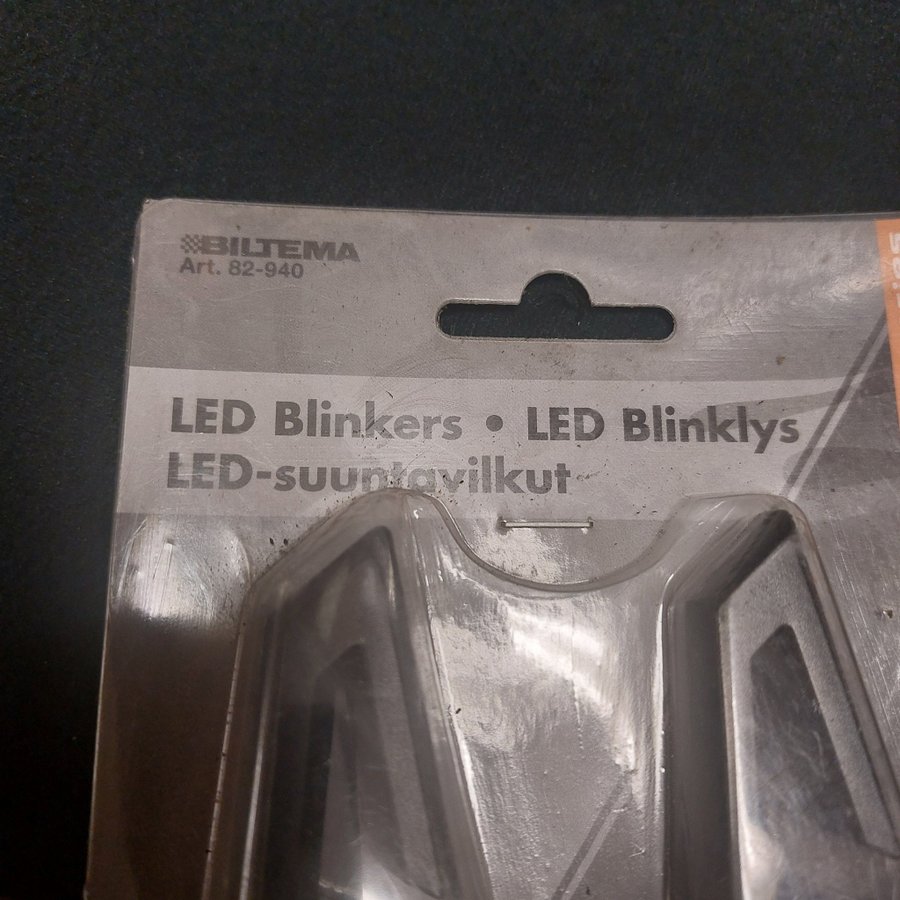 BILTEMA
Art. 82-940
LED Blinkers • LED Blinklys
LED-suuntavilkut